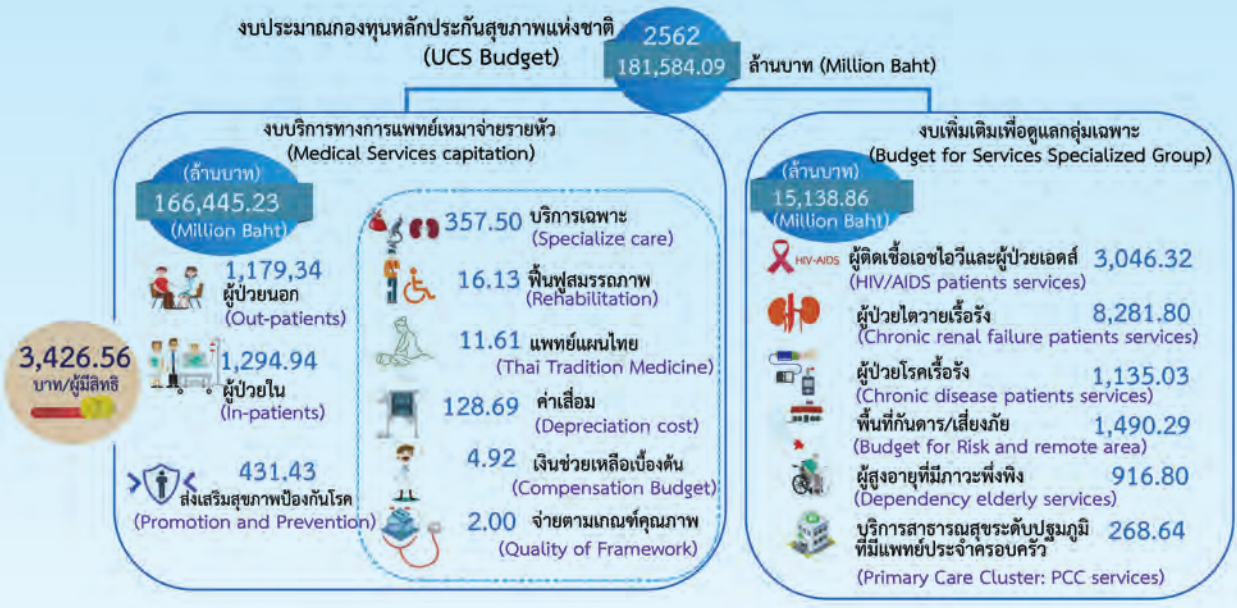 งบประมาณกองทุนหลักประกันสุขภาพแห่งชาติ
(UCS Budget)
2562
181,584.09
ล้านบาท (Million Baht)
งบบริการทางการแพทย์เหมาจ่ายรายหัว
(Medical Services capitation)
(ล้านบาท)
166,445.23
(Million Baht)
3,426.56
บาท/ผู้มีสิทธิ
1,179,34
ผู้ป่วยนอก
(Out-patients)
1,294.94
ผู้ป่วยใน
(In-patients)
431.43
ส่งเสริมสุขภาพป้องกันโรค
(Promotion and Prevention)
357.50 บริการเฉพาะ
(Specialize care)
16.13 ฟื้นฟูสมรรถภาพ
(Rehabilitation)
11.61 แพทย์แผนไทย
(Thai Tradition Medicine)
128.69 ค่าเสื่อม
(Depreciation cost)
4.92 เงินช่วยเหลือเบื้องต้น
(Compensation Budget)
2.00 จ่ายตามเกณฑ์คุณภาพ
(Quality of Framework)
งบเพิ่มเติมเพื่อดูแลกลุ่มเฉพาะ
(Budget for Services Specialized Group)
(ล้านบาท)
15,138.86
(Million Baht)
HIV-AIDS ผู้ติดเชื้อเอชไอวีและผู้ป่วยเอดส์ 3,046.32
(HIV/AIDS patients services)
ผู้ป่วยไตวายเรื้อรัง 8,281.80
(Chronic renal failure patients services)
ผู้ป่วยโรคเรื้อรัง 1,135.03
(Chronic disease patients services)
พื้นที่กันดาร/เสี่ยงภัย 1,490.29
(Budget for Risk and remote area)
ผู้สูงอายุที่มีภาวะพึ่งพิง 916.80
(Dependency elderly services)
บริการสาธารณสุขระดับปฐมภูมิ 268.64
ที่มีแพทย์ประจำครอบครัว
(Primary Care Cluster: PCC services)